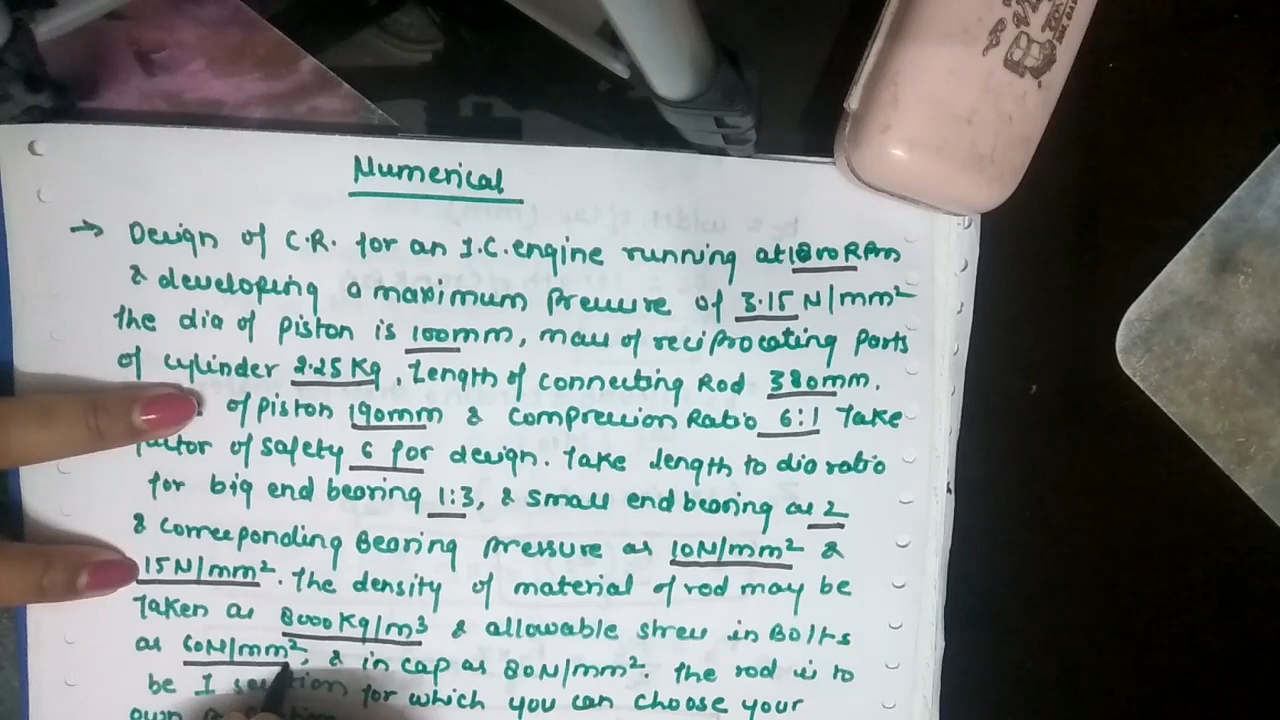 Numerical
→ Design of C.R. for an I.C. engine running at 1800 RPm
& developing a maximum Pressure of 3.15 N/mm²
the dia of piston is 100mm, mass of reciprocating parts
of cylinder 2.25 Kg, Length of connecting Rod 380mm.
of piston 190mm & compression Ratio 6:1 Take
factor of safety 6 for design. Take length to dia ratio
for big end bearing 1:3, & small end bearing as 2
& corresponding Bearing pressure as 10N/mm² &
15N/mm². The density of material of rod may be
Taken as 8000Kg/m³ & allowable stress in Bolts
as 60N/mm², & in cap as 80N/mm². The rod is to
be I section for which you can choose your
own